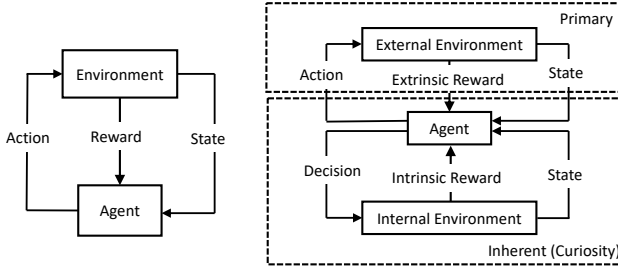 Environment
Action
Reward
State
Agent
Primary
External Environment
Action
Extrinsic Reward
State
Agent
Decision
Intrinsic Reward
State
Internal Environment
Inherent (Curiosity)